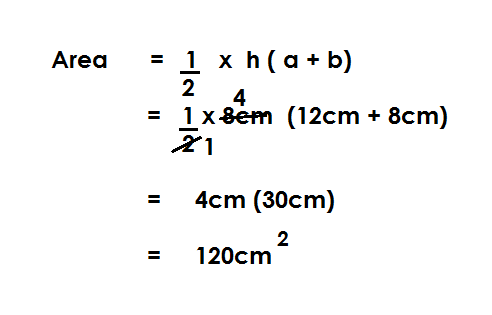 Area = 1/2 x h ( a + b)
= 1/2 1 x 8cm 4 (12cm + 8cm)
= 4cm (30cm)
= 120cm²